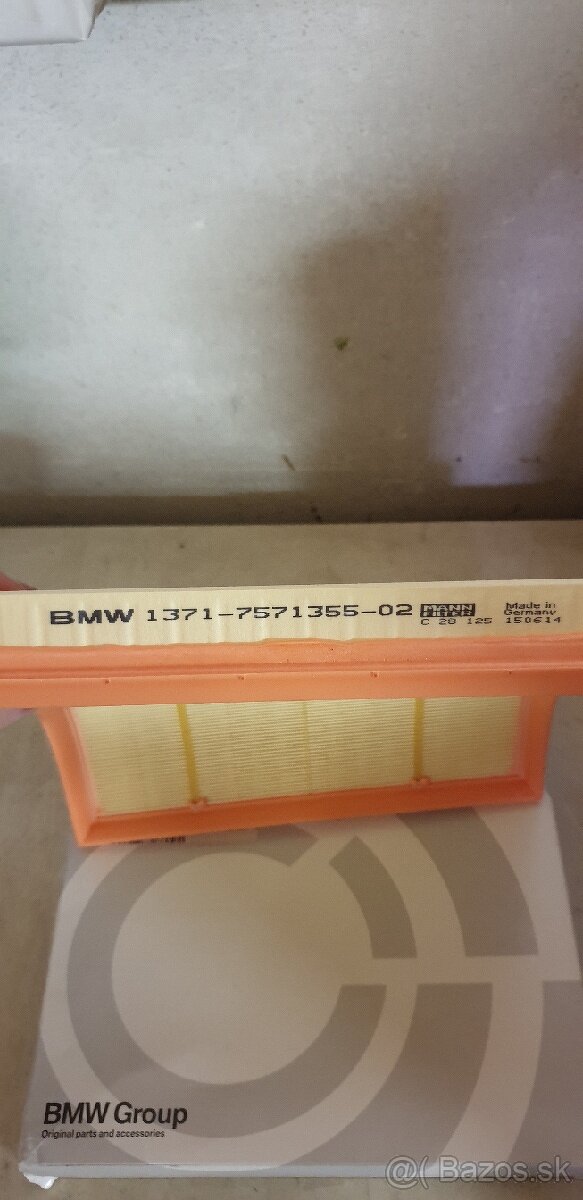 BMW 1371-7571355-02 MANN FILTER Made in Germany
C 28 125 150614
BMW Group
Original parts and accessories
@( Bazos.sk